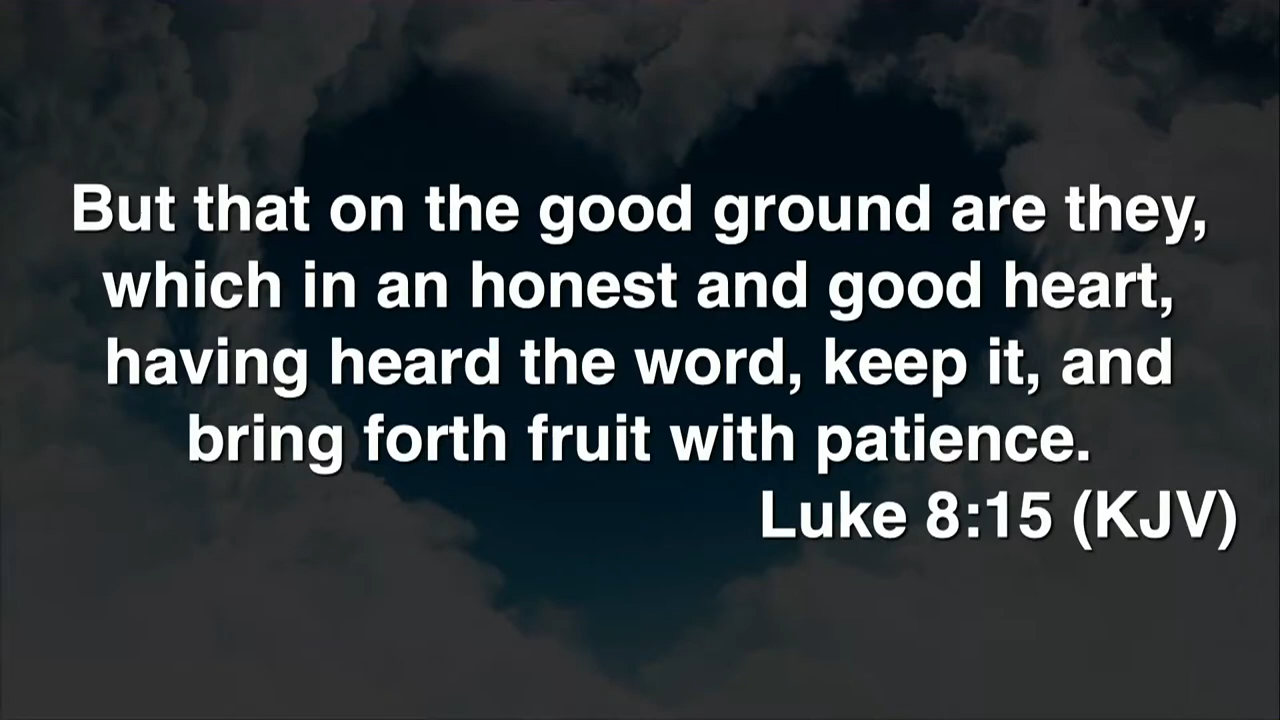 But that on the good ground are they,
which in an honest and good heart,
having heard the word, keep it, and
bring forth fruit with patience.
Luke 8:15 (KJV)